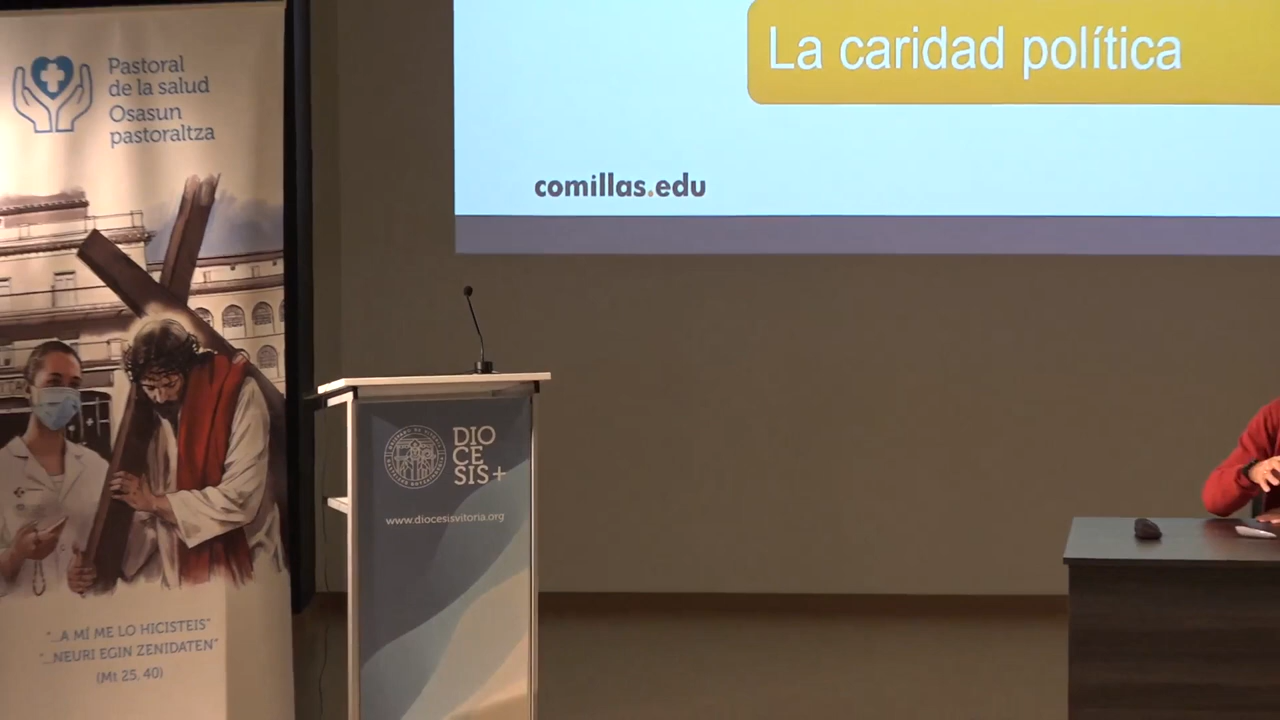 Pastoral
de la salud
Osasun
pastoraltza
La caridad política
comillas.edu
DIO
CE
SIS+
www.diocesisvitoria.org
"...A MÍ ME LO HICISTEIS"
"...NEURI EGIN ZENIDATEN"
(Mt 25, 40)